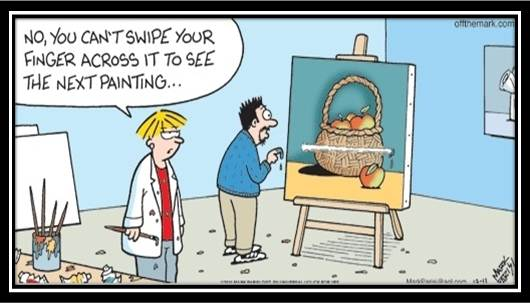 offthemark.com
NO, YOU CAN'T SWIPE YOUR
FINGER ACROSS IT TO SEE
THE NEXT PAINTING...